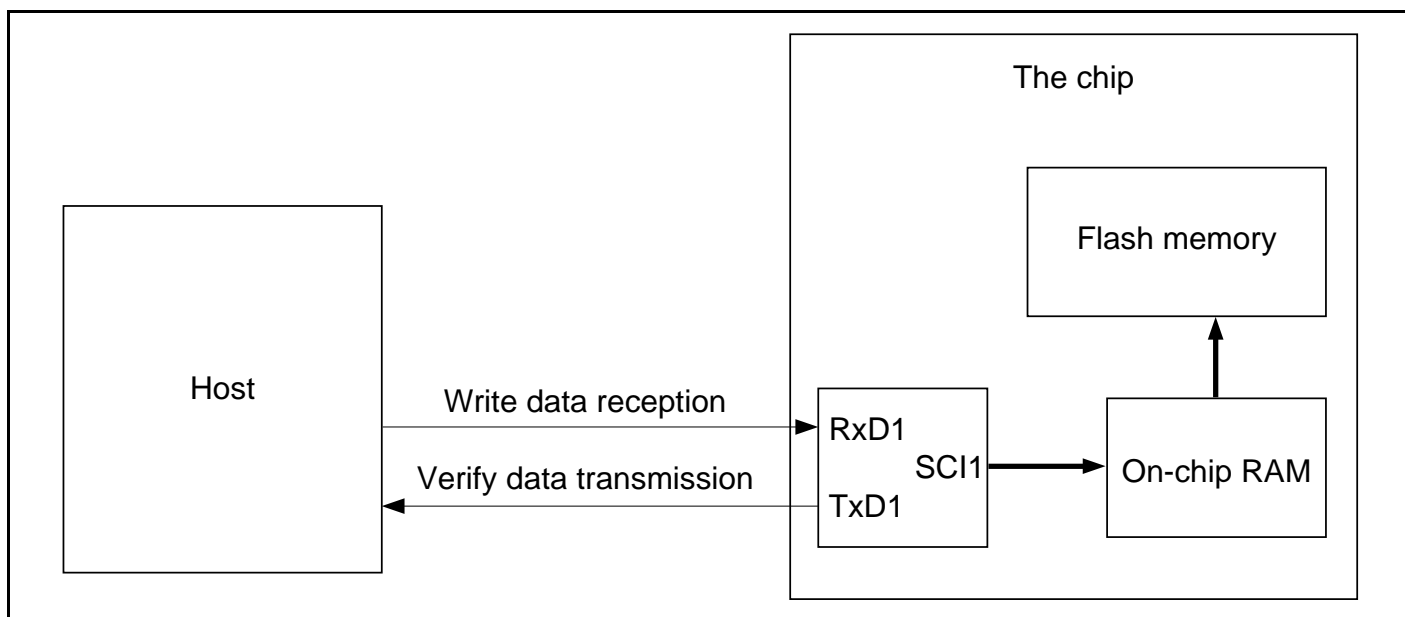 The chip
Flash memory
Host
Write data reception
RxD1
SCI1
On-chip RAM
Verify data transmission
TxD1